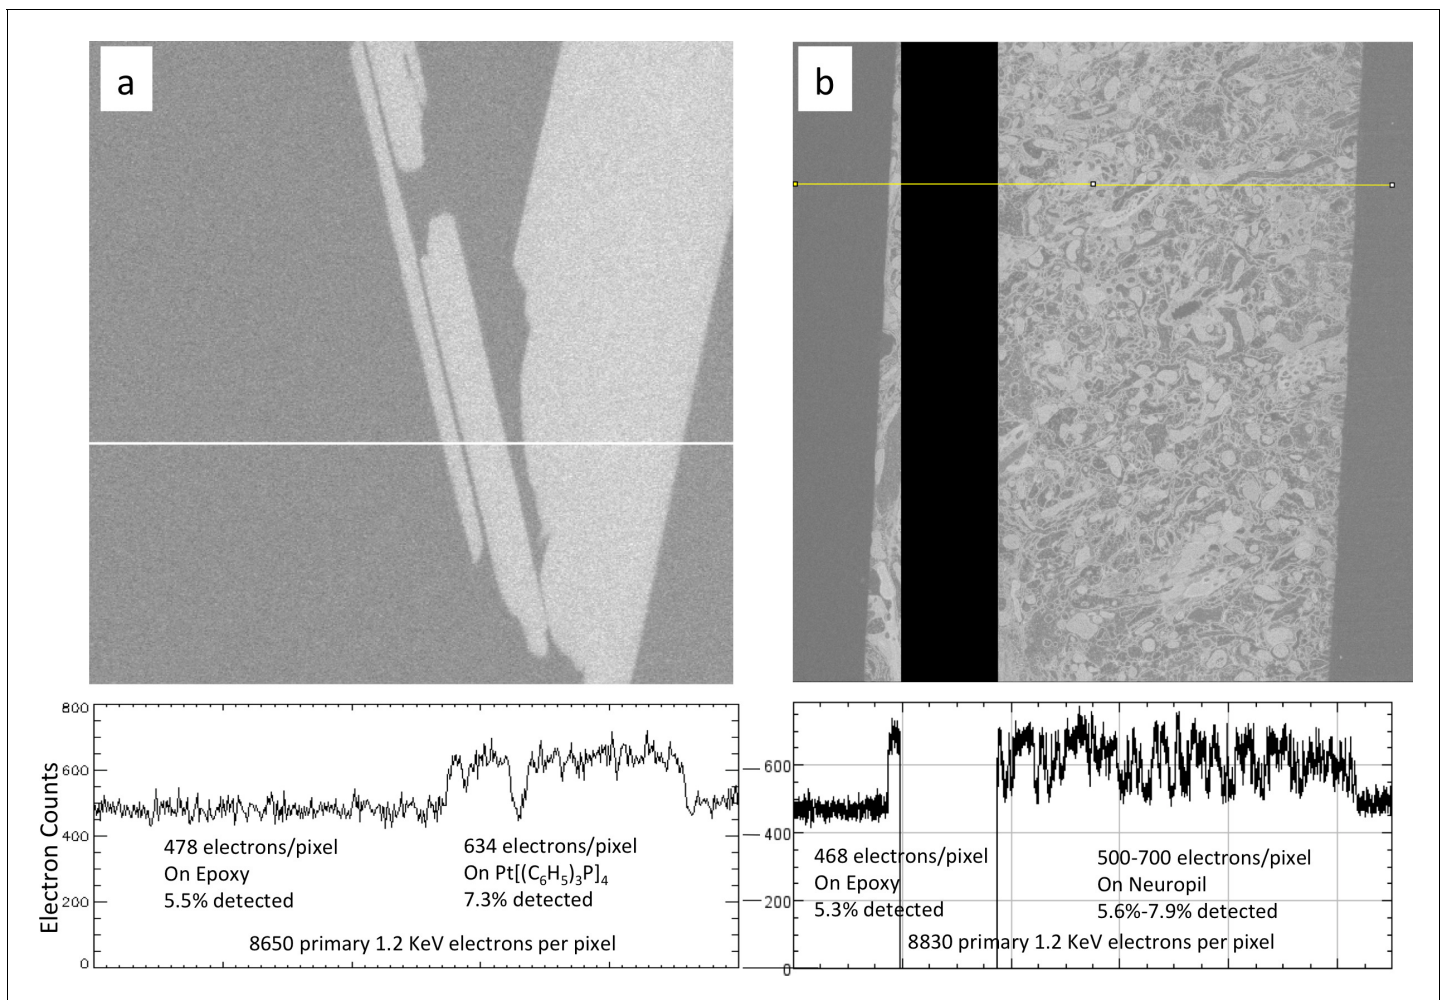 a
b
800
600
400
200
0
Electron Counts
478 electrons/pixel
On Epoxy
5.5% detected
634 electrons/pixel
On Pt[(C₆H₅)₃P]₄
7.3% detected
8650 primary 1.2 KeV electrons per pixel
600
400
200
0
468 electrons/pixel
On Epoxy
5.3% detected
500-700 electrons/pixel
On Neuropil
5.6%-7.9% detected
8830 primary 1.2 KeV electrons per pixel